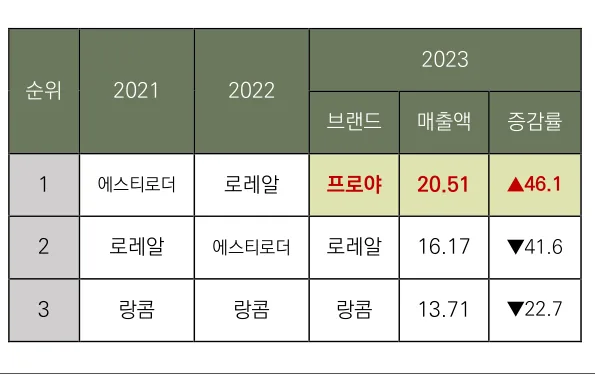 순위 2021 2022 2023
브랜드 매출액 증감률
1 에스티로더 로레알 프로야 20.51 ▲46.1
2 로레알 에스티로더 로레알 16.17 ▼41.6
3 랑콤 랑콤 랑콤 13.71 ▼22.7